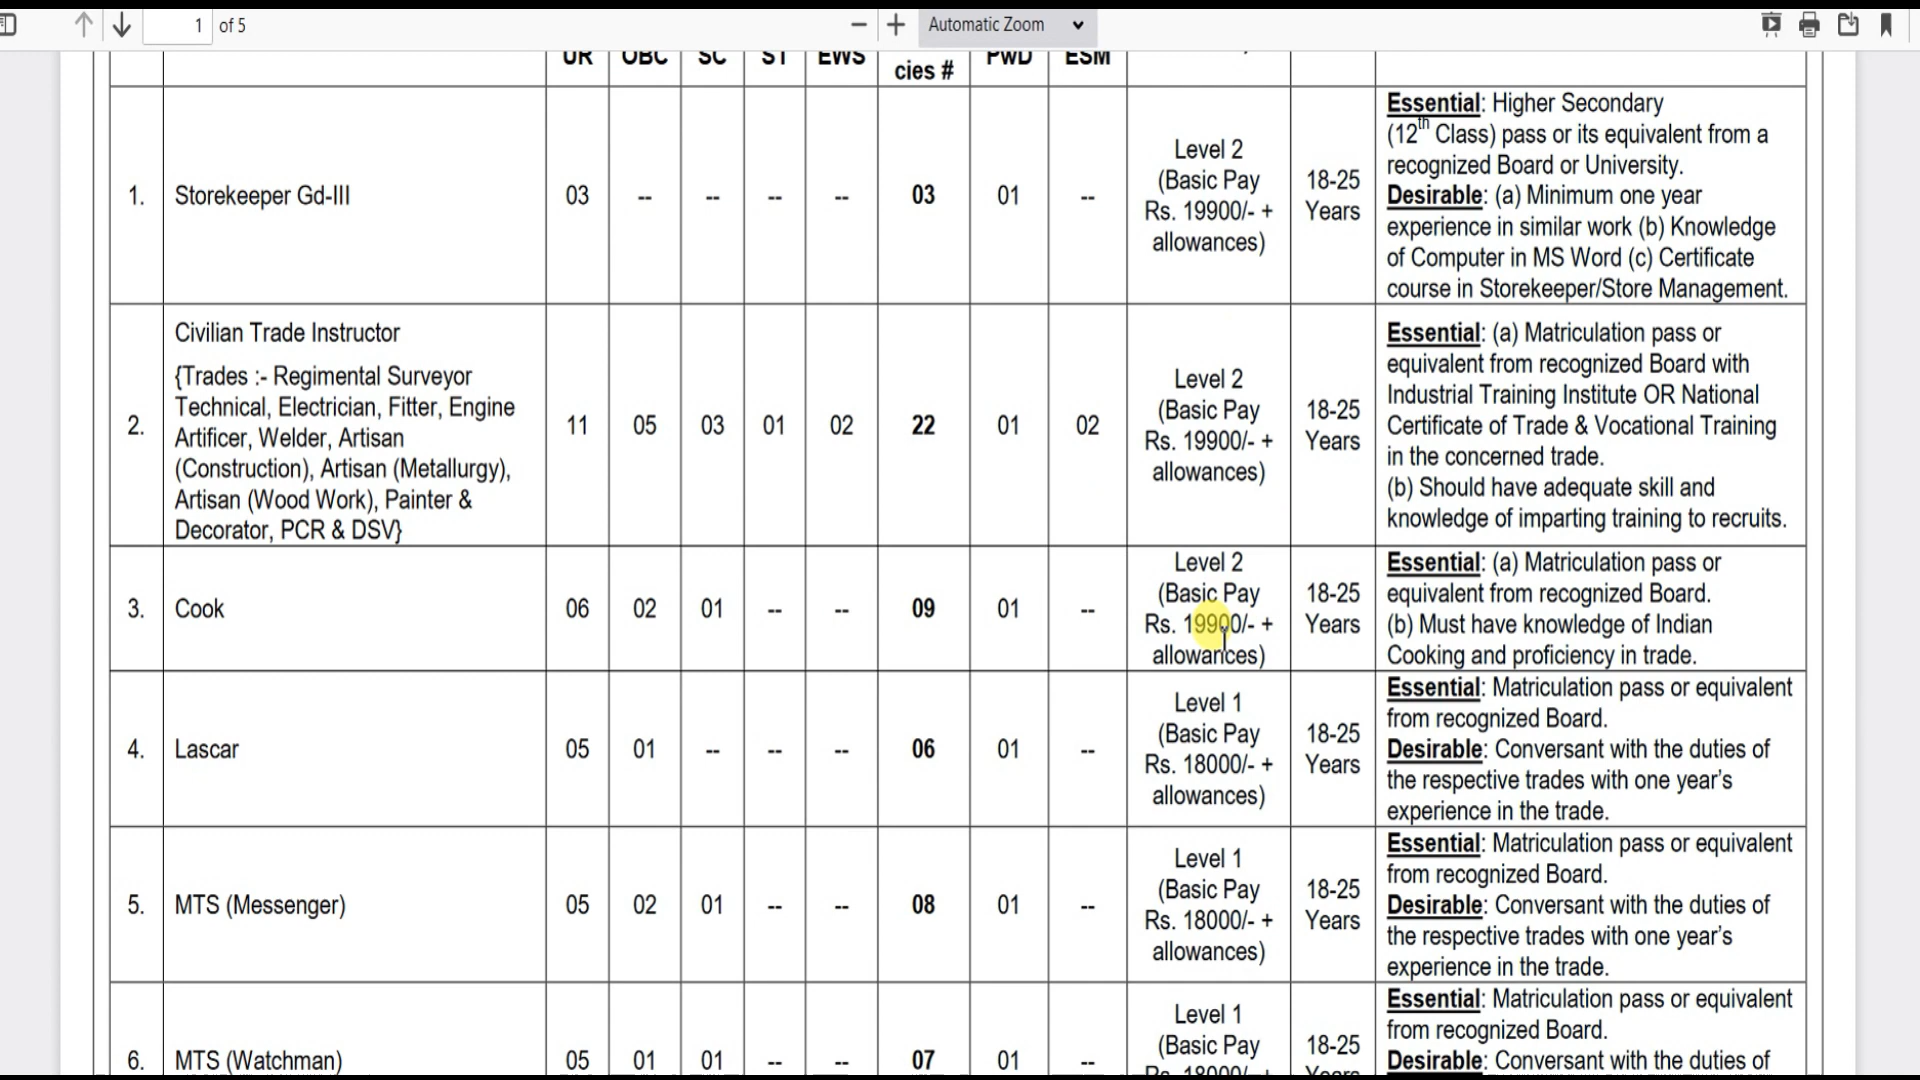 1 of 5 Automatic Zoom
UR OBC SC ST EWS cies # PwD ESM
1. Storekeeper Gd-III 03 -- -- -- -- 03 01 -- Level 2
(Basic Pay
Rs. 19900/- +
allowances) 18-25
Years Essential: Higher Secondary
(12th Class) pass or its equivalent from a
recognized Board or University.
Desirable: (a) Minimum one year
experience in similar work (b) Knowledge
of Computer in MS Word (c) Certificate
course in Storekeeper/Store Management.
2. Civilian Trade Instructor
{Trades :- Regimental Surveyor
Technical, Electrician, Fitter, Engine
Artificer, Welder, Artisan
(Construction), Artisan (Metallurgy),
Artisan (Wood Work), Painter &
Decorator, PCR & DSV} 11 05 03 01 02 22 01 02 Level 2
(Basic Pay
Rs. 19900/- +
allowances) 18-25
Years Essential: (a) Matriculation pass or
equivalent from recognized Board with
Industrial Training Institute OR National
Certificate of Trade & Vocational Training
in the concerned trade.
(b) Should have adequate skill and
knowledge of imparting training to recruits.
3. Cook 06 02 01 -- -- 09 01 -- Level 2
(Basic Pay
Rs. 19900/- +
allowances) 18-25
Years Essential: (a) Matriculation pass or
equivalent from recognized Board.
(b) Must have knowledge of Indian
Cooking and proficiency in trade.
4. Lascar 05 01 -- -- -- 06 01 -- Level 1
(Basic Pay
Rs. 18000/- +
allowances) 18-25
Years Essential: Matriculation pass or equivalent
from recognized Board.
Desirable: Conversant with the duties of
the respective trades with one year's
experience in the trade.
5. MTS (Messenger) 05 02 01 -- -- 08 01 -- Level 1
(Basic Pay
Rs. 18000/- +
allowances) 18-25
Years Essential: Matriculation pass or equivalent
from recognized Board.
Desirable: Conversant with the duties of
the respective trades with one year's
experience in the trade.
6. MTS (Watchman) 05 01 01 -- -- 07 01 -- Level 1
(Basic Pay
Rs. 18000/- + 18-25
Years Essential: Matriculation pass or equivalent
from recognized Board.
Desirable: Conversant with the duties of